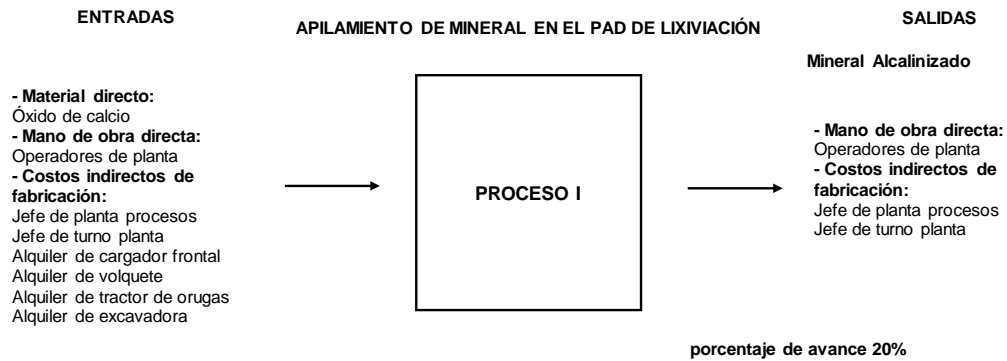 ENTRADAS
APILAMIENTO DE MINERAL EN EL PAD DE LIXIVIACIÓN
SALIDAS
Mineral Alcalinizado
- Material directo:
Óxido de calcio
- Mano de obra directa:
Operadores de planta
- Costos indirectos de
fabricación:
Jefe de planta procesos
Jefe de turno planta
Alquiler de cargador frontal
Alquiler de volquete
Alquiler de tractor de orugas
Alquiler de excavadora
PROCESO I
- Mano de obra directa:
Operadores de planta
- Costos indirectos de
fabricación:
Jefe de planta procesos
Jefe de turno planta
porcentaje de avance 20%